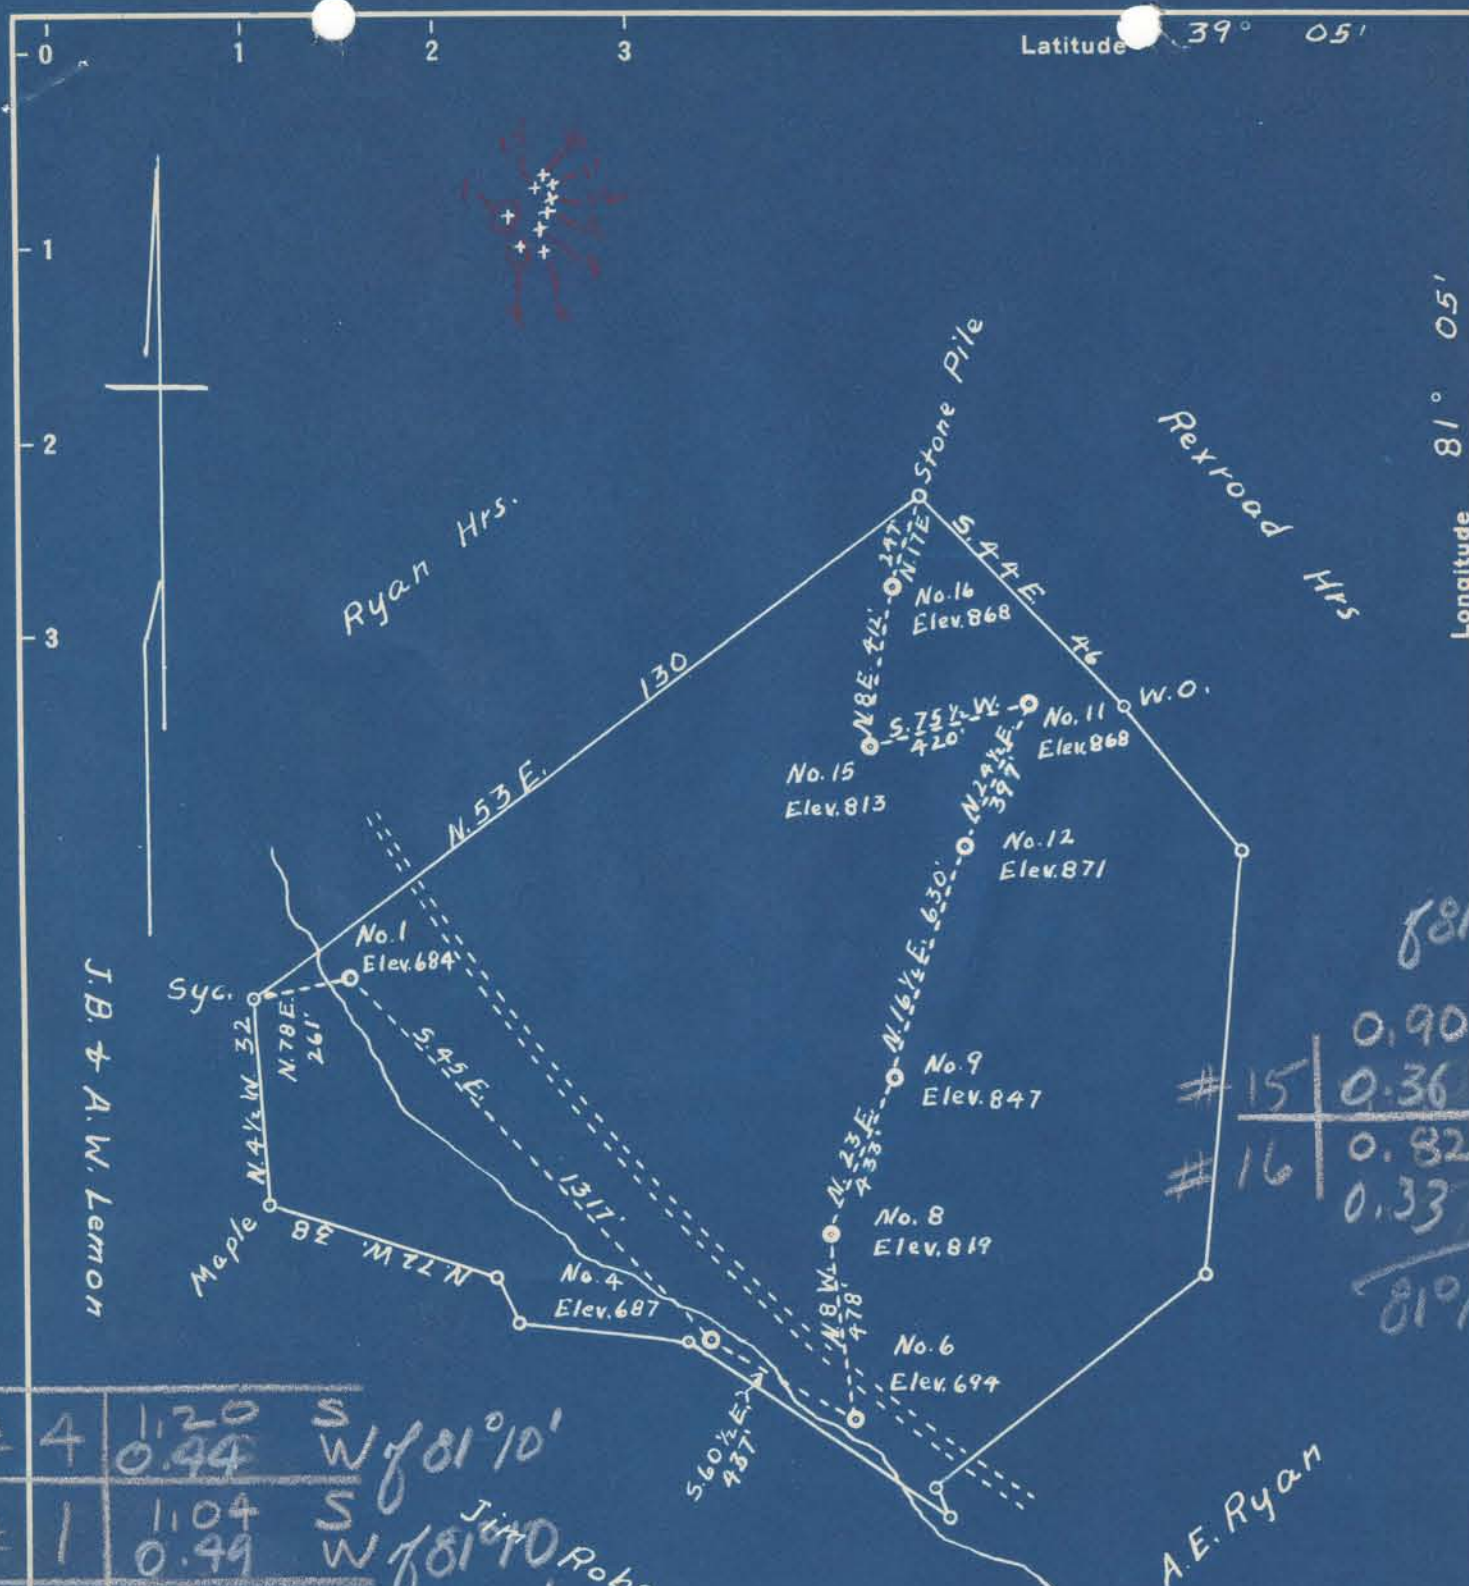 0
1
2
3
Latitude 39° 05'
1
2
3
81° 05'
Longitude
Stone Pile
Rexroad Hrs
Ryan Hrs.
S. 44 E.
46
W.O.
297'
N.17E
No.16
Elev.868
N.8E. 412'
130
S.75½ W.
420'
No. 11
Elev.868
No. 15
Elev.813
N.24½E.
397'
N.53 E.
No.12
Elev.871
N.16½E. 630'
No.1
Elev.684
Syc.
N.78E.
261'
N.4½W. 32
S.45E.
1317'
No.9
Elev.847
N.23E.
433'
J.B. & A.W. Lemon
Maple
N.72W. 38
No. 8
Elev.819
No.4
Elev.687
N.8W.
478'
No.6
Elev.694
S.60½E.
437'
0.90
# 15 0.36
# 16 0.82
0.33
4 1.20 S
0.44 W of 81°10'
1 1.04 S
0.49 W of 81°10
Jim
A.E. Ryan